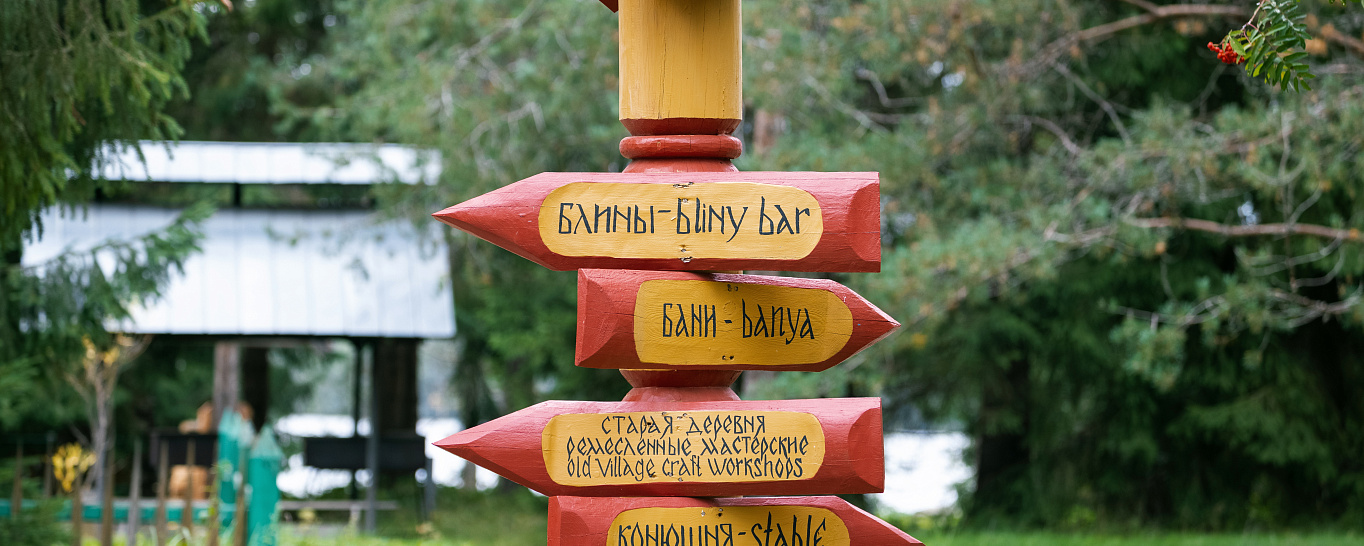 блины-bliny bar
бани-banya
старая-деревня
ремесленные мастерские
old village craft workshops
конюшня-stable